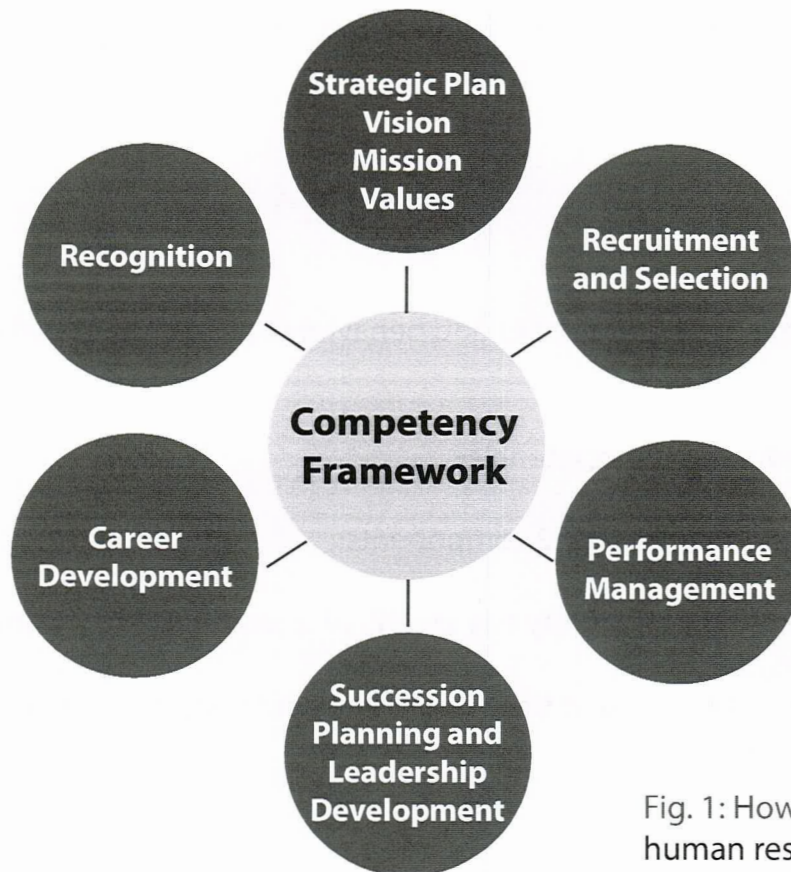 Strategic Plan
Vision
Mission
Values
Recruitment
and Selection
Performance
Management
Succession
Planning and
Leadership
Development
Career
Development
Recognition
Competency
Framework
Fig. 1: How
human res